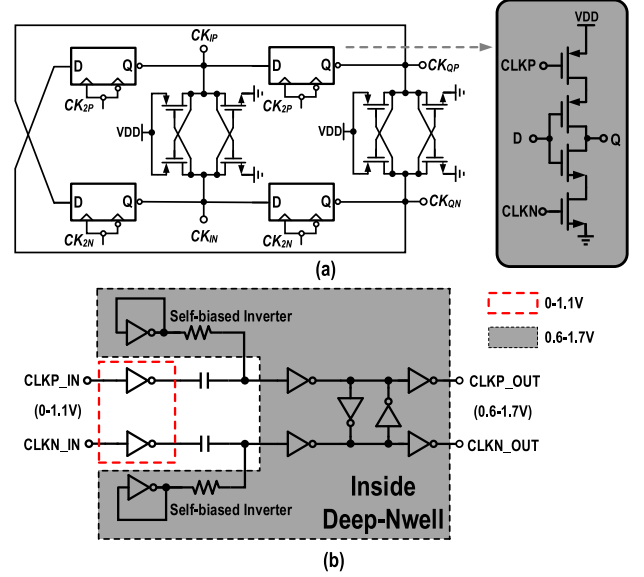 CK_IP
D Q
CK_2P
D Q
CK_2P
CK_QP
VDD
VDD
D Q
CK_2N
CK_IN
D Q
CK_2N
CK_QN
VDD
CLKP
D
Q
CLKN
(a)
Self-biased Inverter
CLKP_IN
(0-1.1V)
CLKN_IN
Self-biased Inverter
CLKP_OUT
(0.6-1.7V)
CLKN_OUT
0-1.1V
0.6-1.7V
Inside
Deep-Nwell
(b)